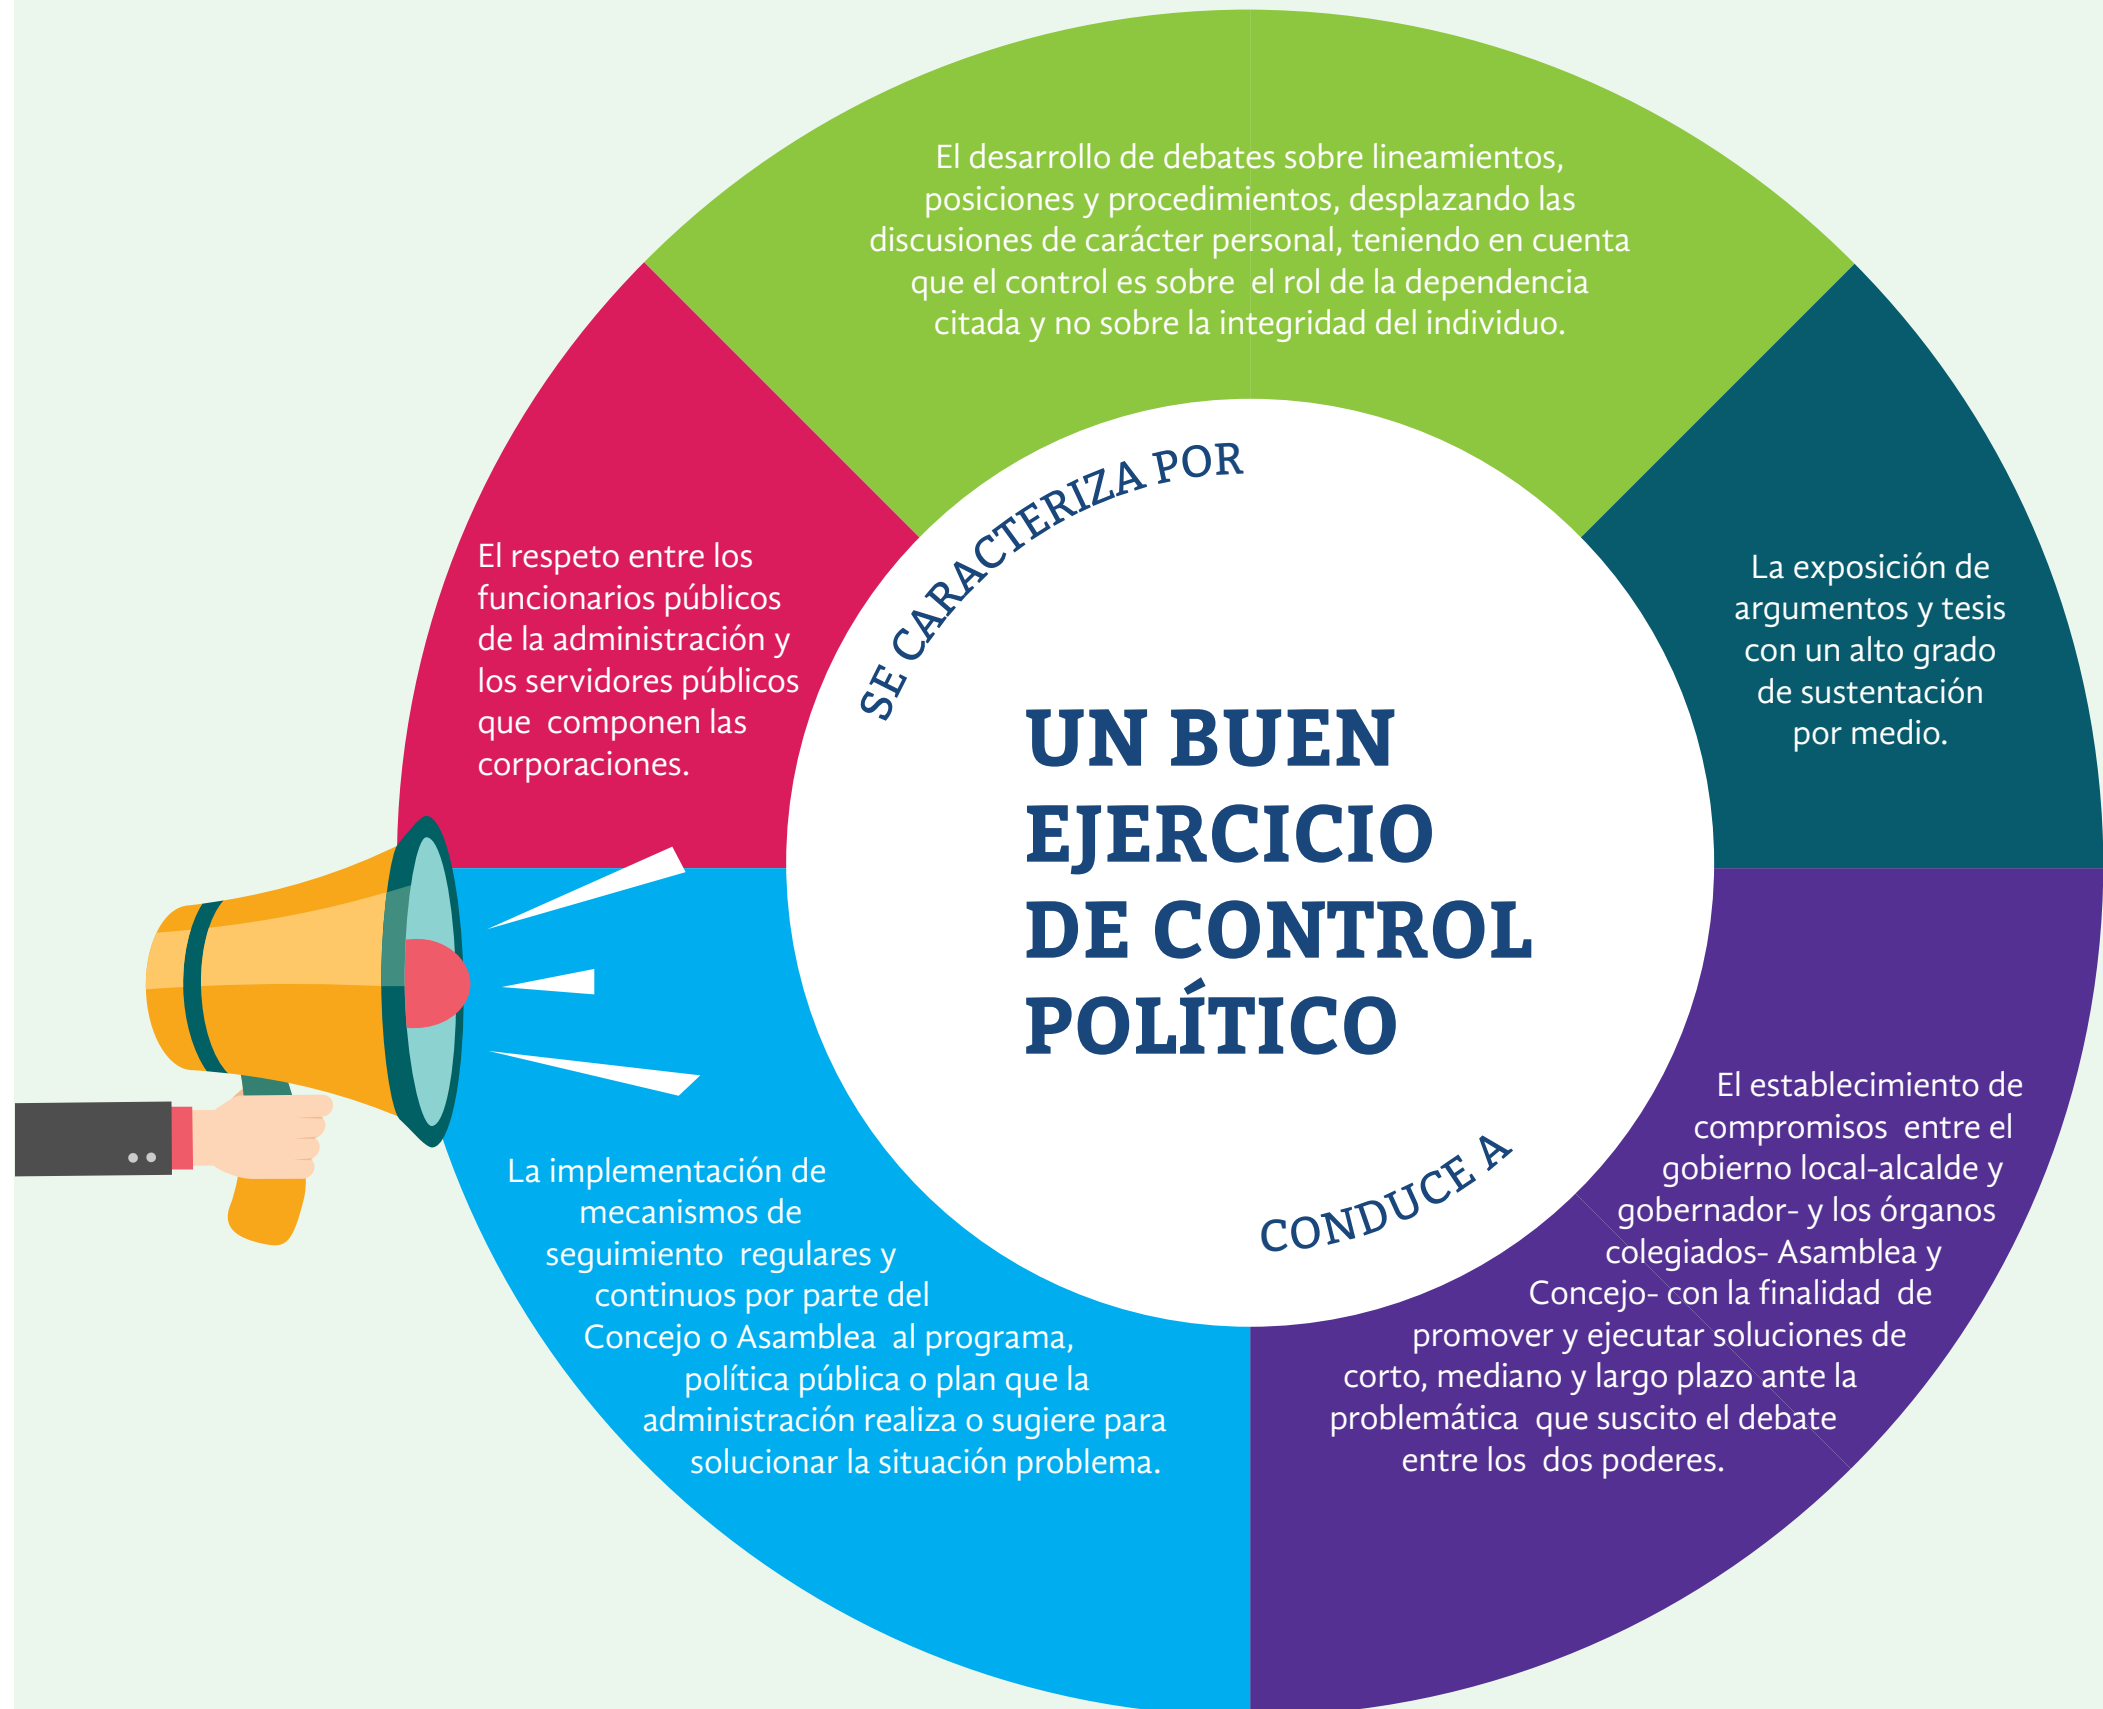 El desarrollo de debates sobre lineamientos,
posiciones y procedimientos, desplazando las
discusiones de carácter personal, teniendo en cuenta
que el control es sobre el rol de la dependencia
citada y no sobre la integridad del individuo.
SE CARACTERIZA POR
El respeto entre los
funcionarios públicos
de la administración y
los servidores públicos
que componen las
corporaciones.
La exposición de
argumentos y tesis
con un alto grado
de sustentación
por medio.
UN BUEN
EJERCICIO
DE CONTROL
POLÍTICO
CONDUCE A
El establecimiento de
compromisos entre el
gobierno local-alcalde y
gobernador- y los órganos
colegiados- Asamblea y
Concejo- con la finalidad de
promover y ejecutar soluciones de
corto, mediano y largo plazo ante la
problemática que suscito el debate
entre los dos poderes.
La implementación de
mecanismos de
seguimiento regulares y
continuos por parte del
Concejo o Asamblea al programa,
política pública o plan que la
administración realiza o sugiere para
solucionar la situación problema.